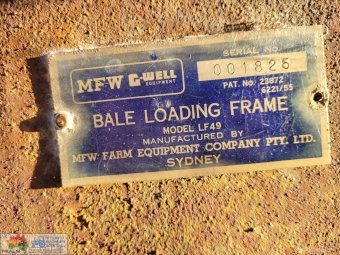 SERIAL NO.
001825
MFW G-WELL
EQUIPMENT
PAT. NO. 23872
6221/55
BALE LOADING FRAME
MODEL LF49
MANUFACTURED BY
MFW FARM EQUIPMENT COMPANY PTY. LTD.
SYDNEY